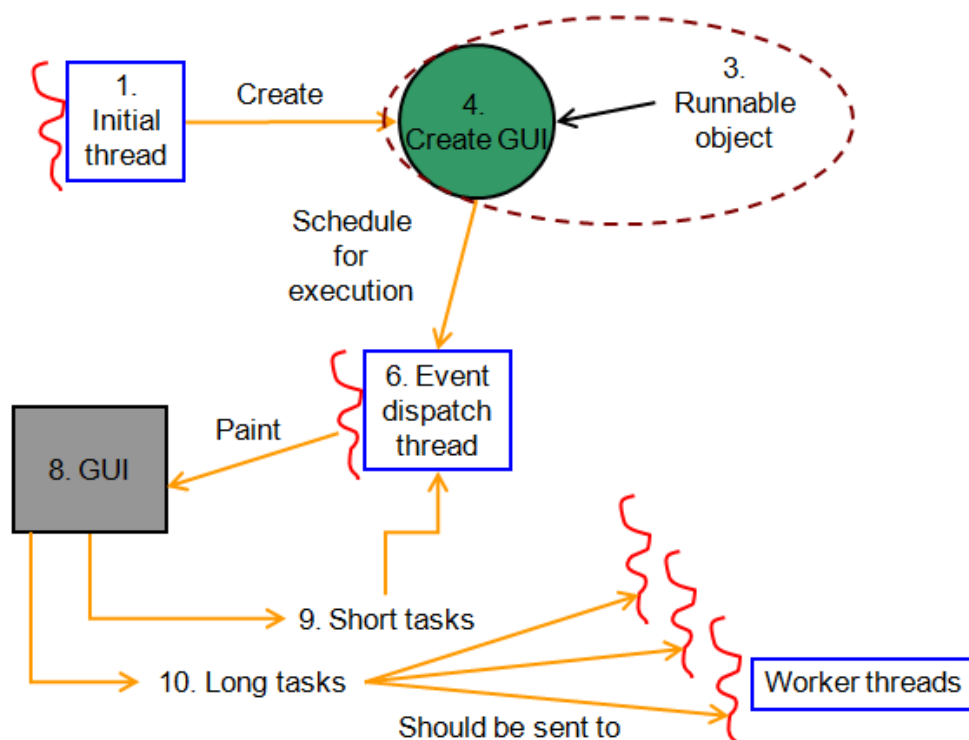 1.
Initial
thread
Create
4.
Create GUI
3.
Runnable
object
Schedule
for
execution
6. Event
dispatch
thread
Paint
8. GUI
9. Short tasks
10. Long tasks
Worker threads
Should be sent to